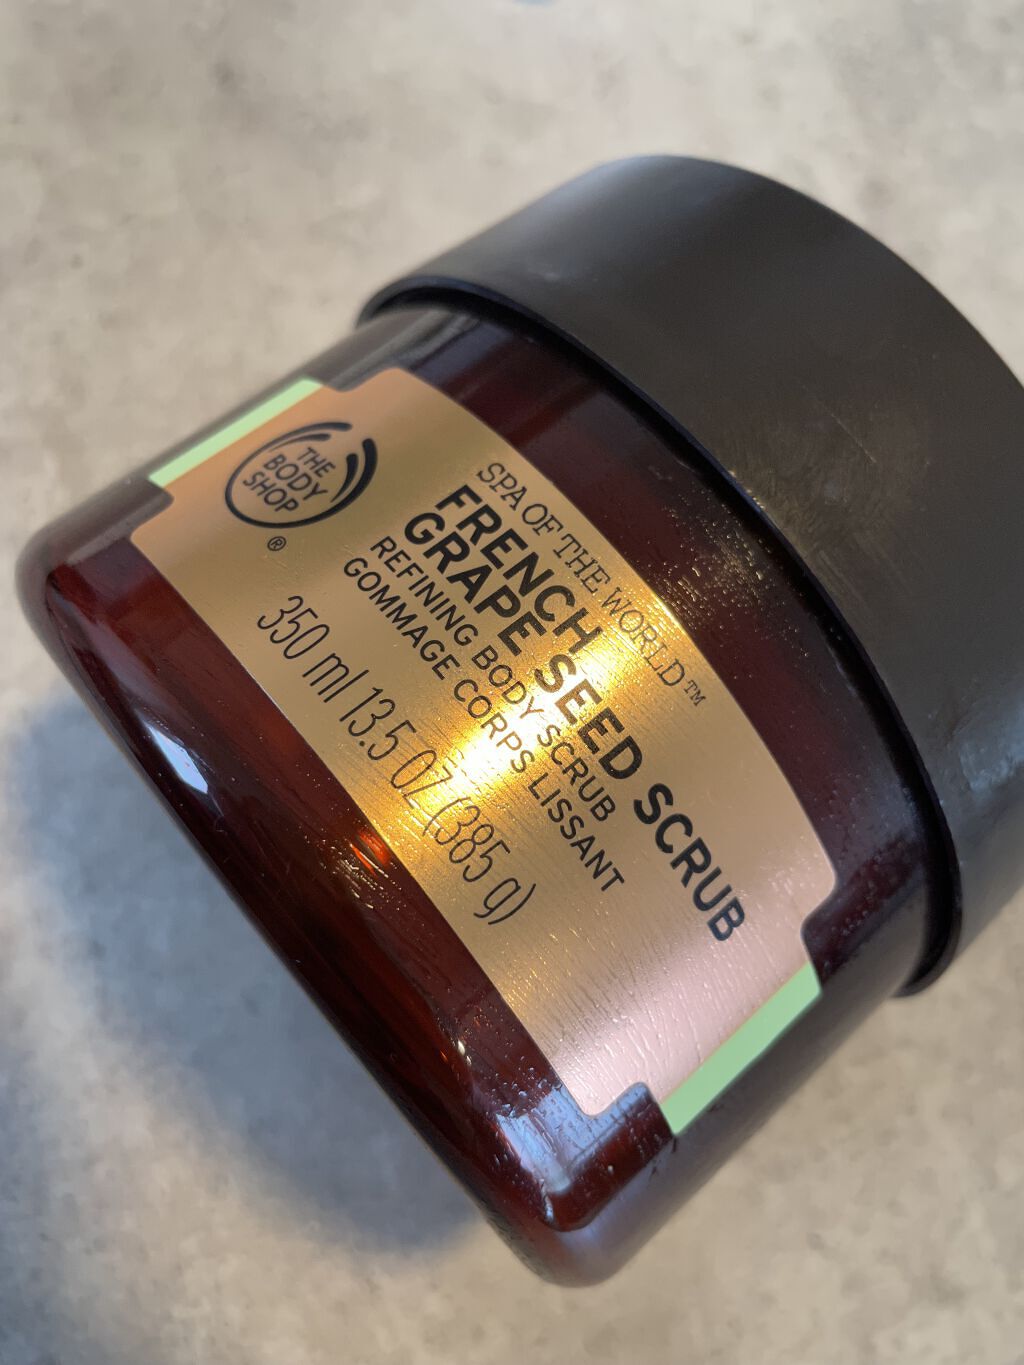 THE
BODY
SHOP
®
SPA OF THE WORLD™
FRENCH
GRAPE SEED SCRUB
REFINING BODY SCRUB
GOMMAGE CORPS LISSANT
350 ml 13.5 oz (385 g)